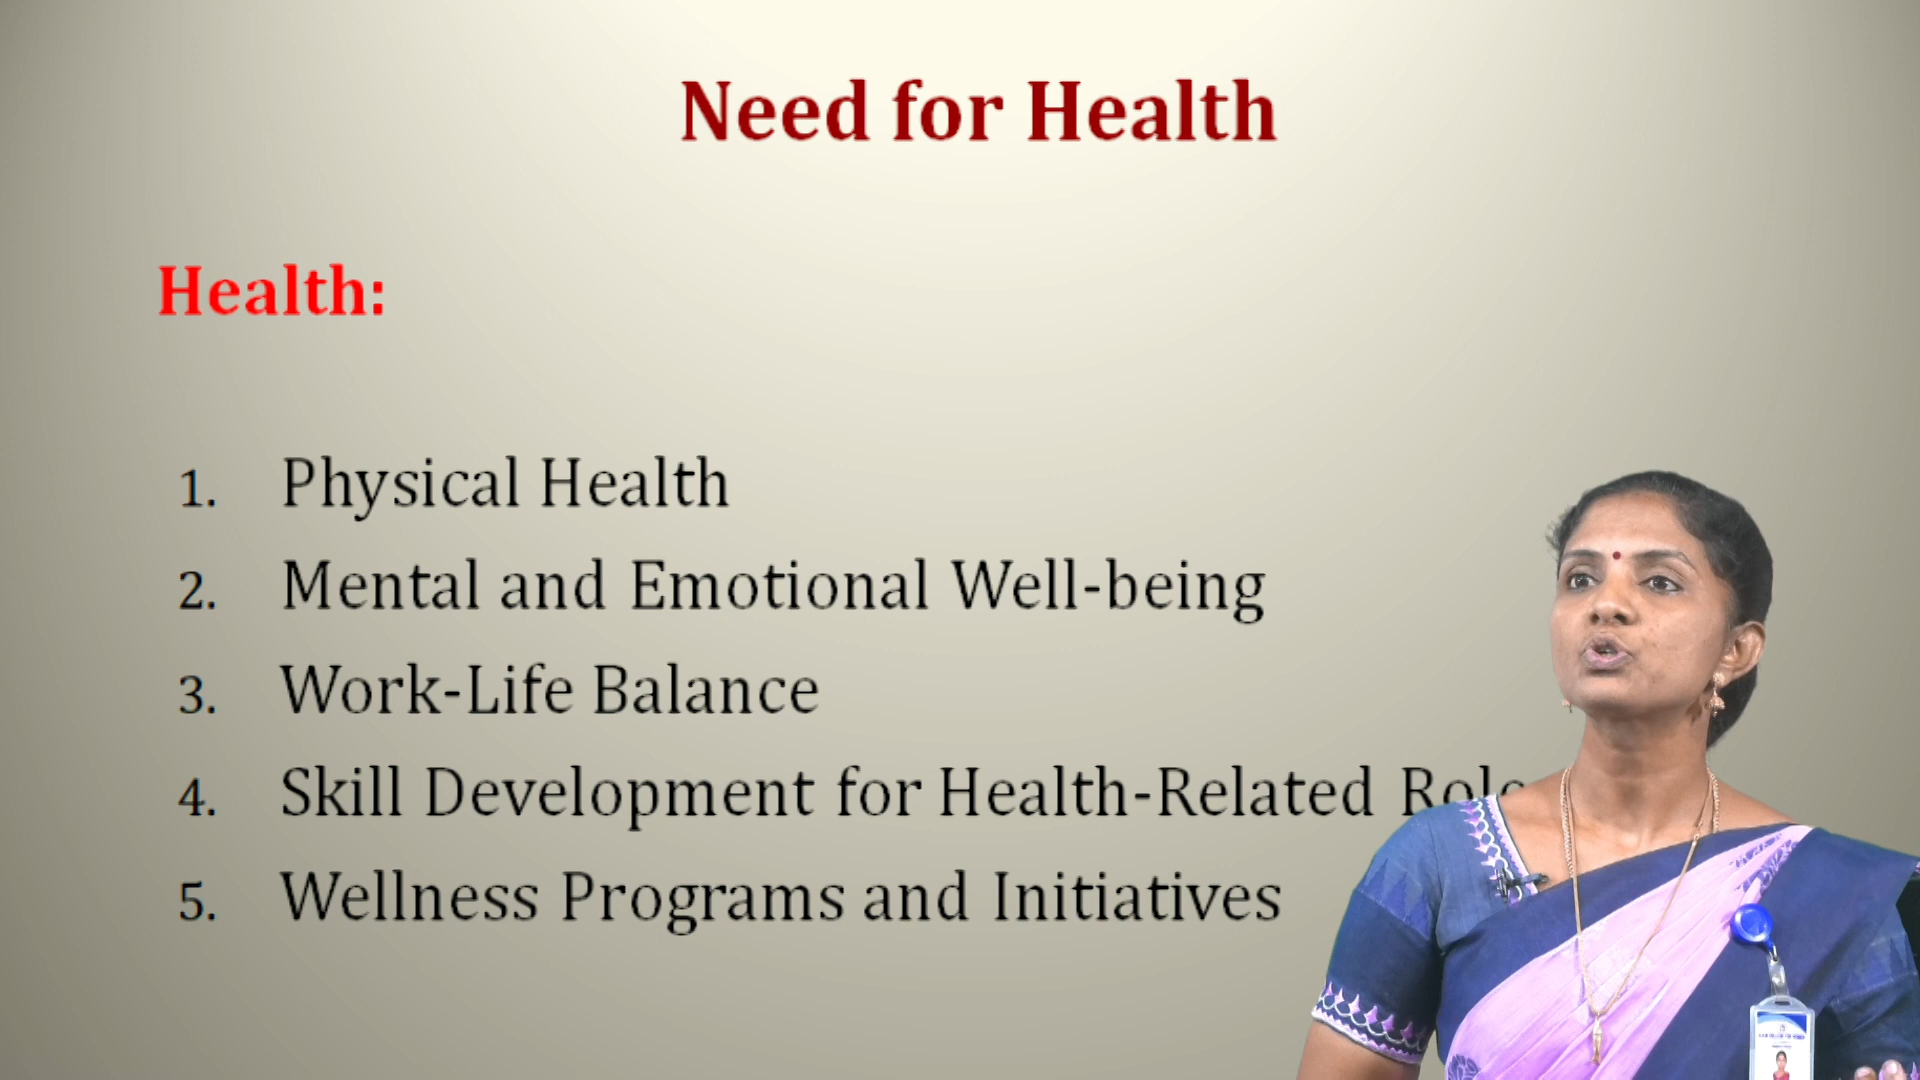 Need for Health
Health:
1. Physical Health
2. Mental and Emotional Well-being
3. Work-Life Balance
4. Skill Development for Health-Related
5. Wellness Programs and Initiatives